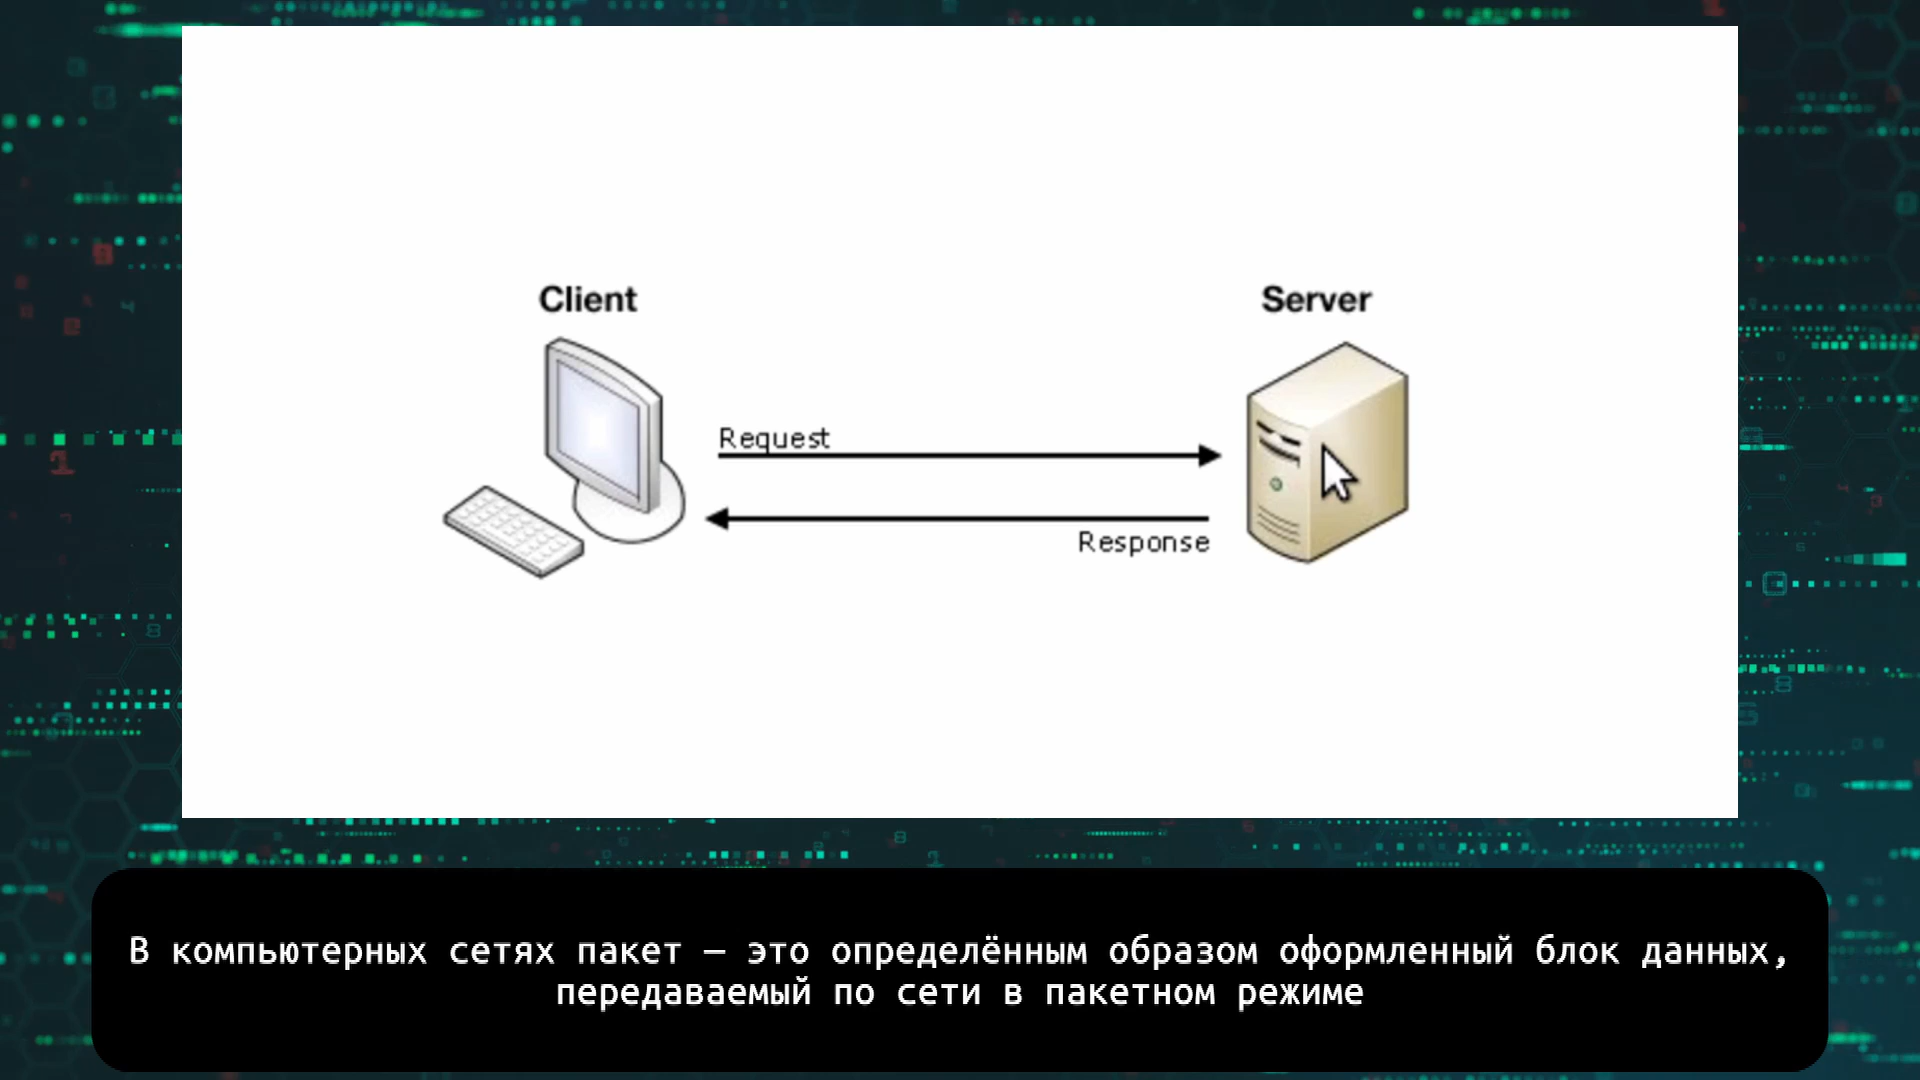 Client
Server
Request
Response
В компьютерных сетях пакет — это определённым образом оформленный блок данных,
передаваемый по сети в пакетном режиме